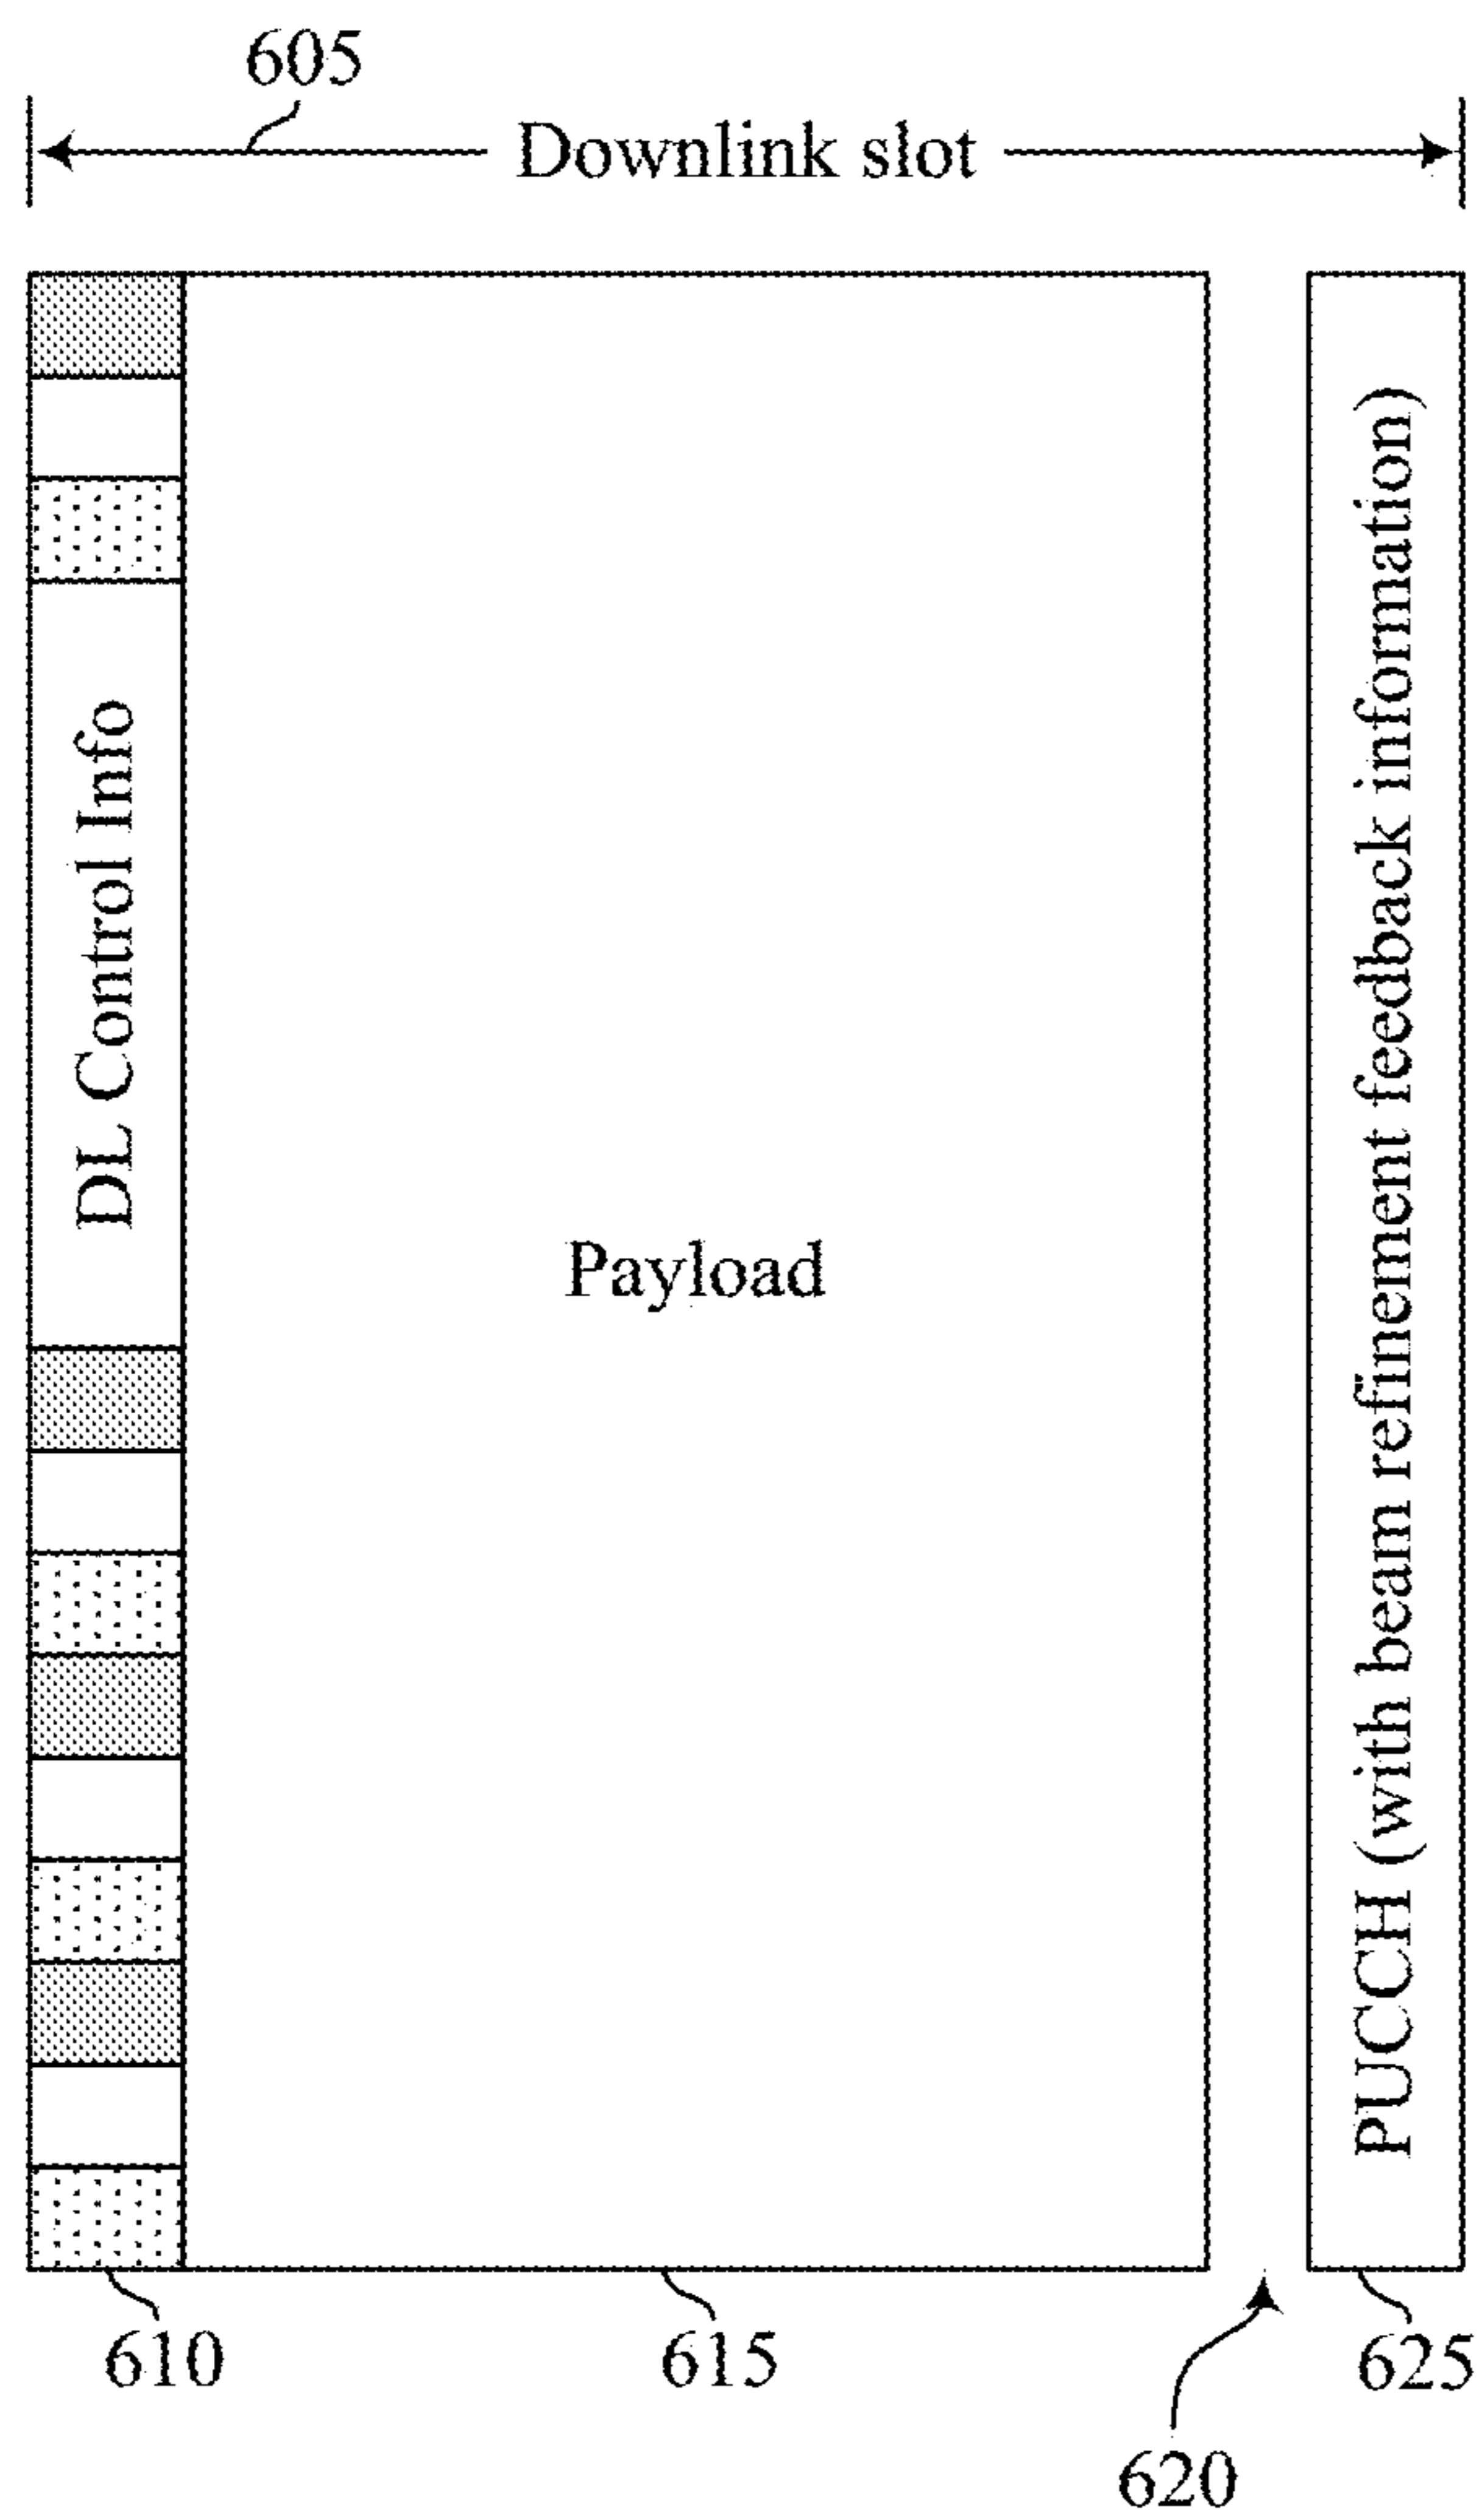 605
Downlink slot
DL Control Info
Payload
PUCCH (with beam refinement feedback information)
610
615
620
625